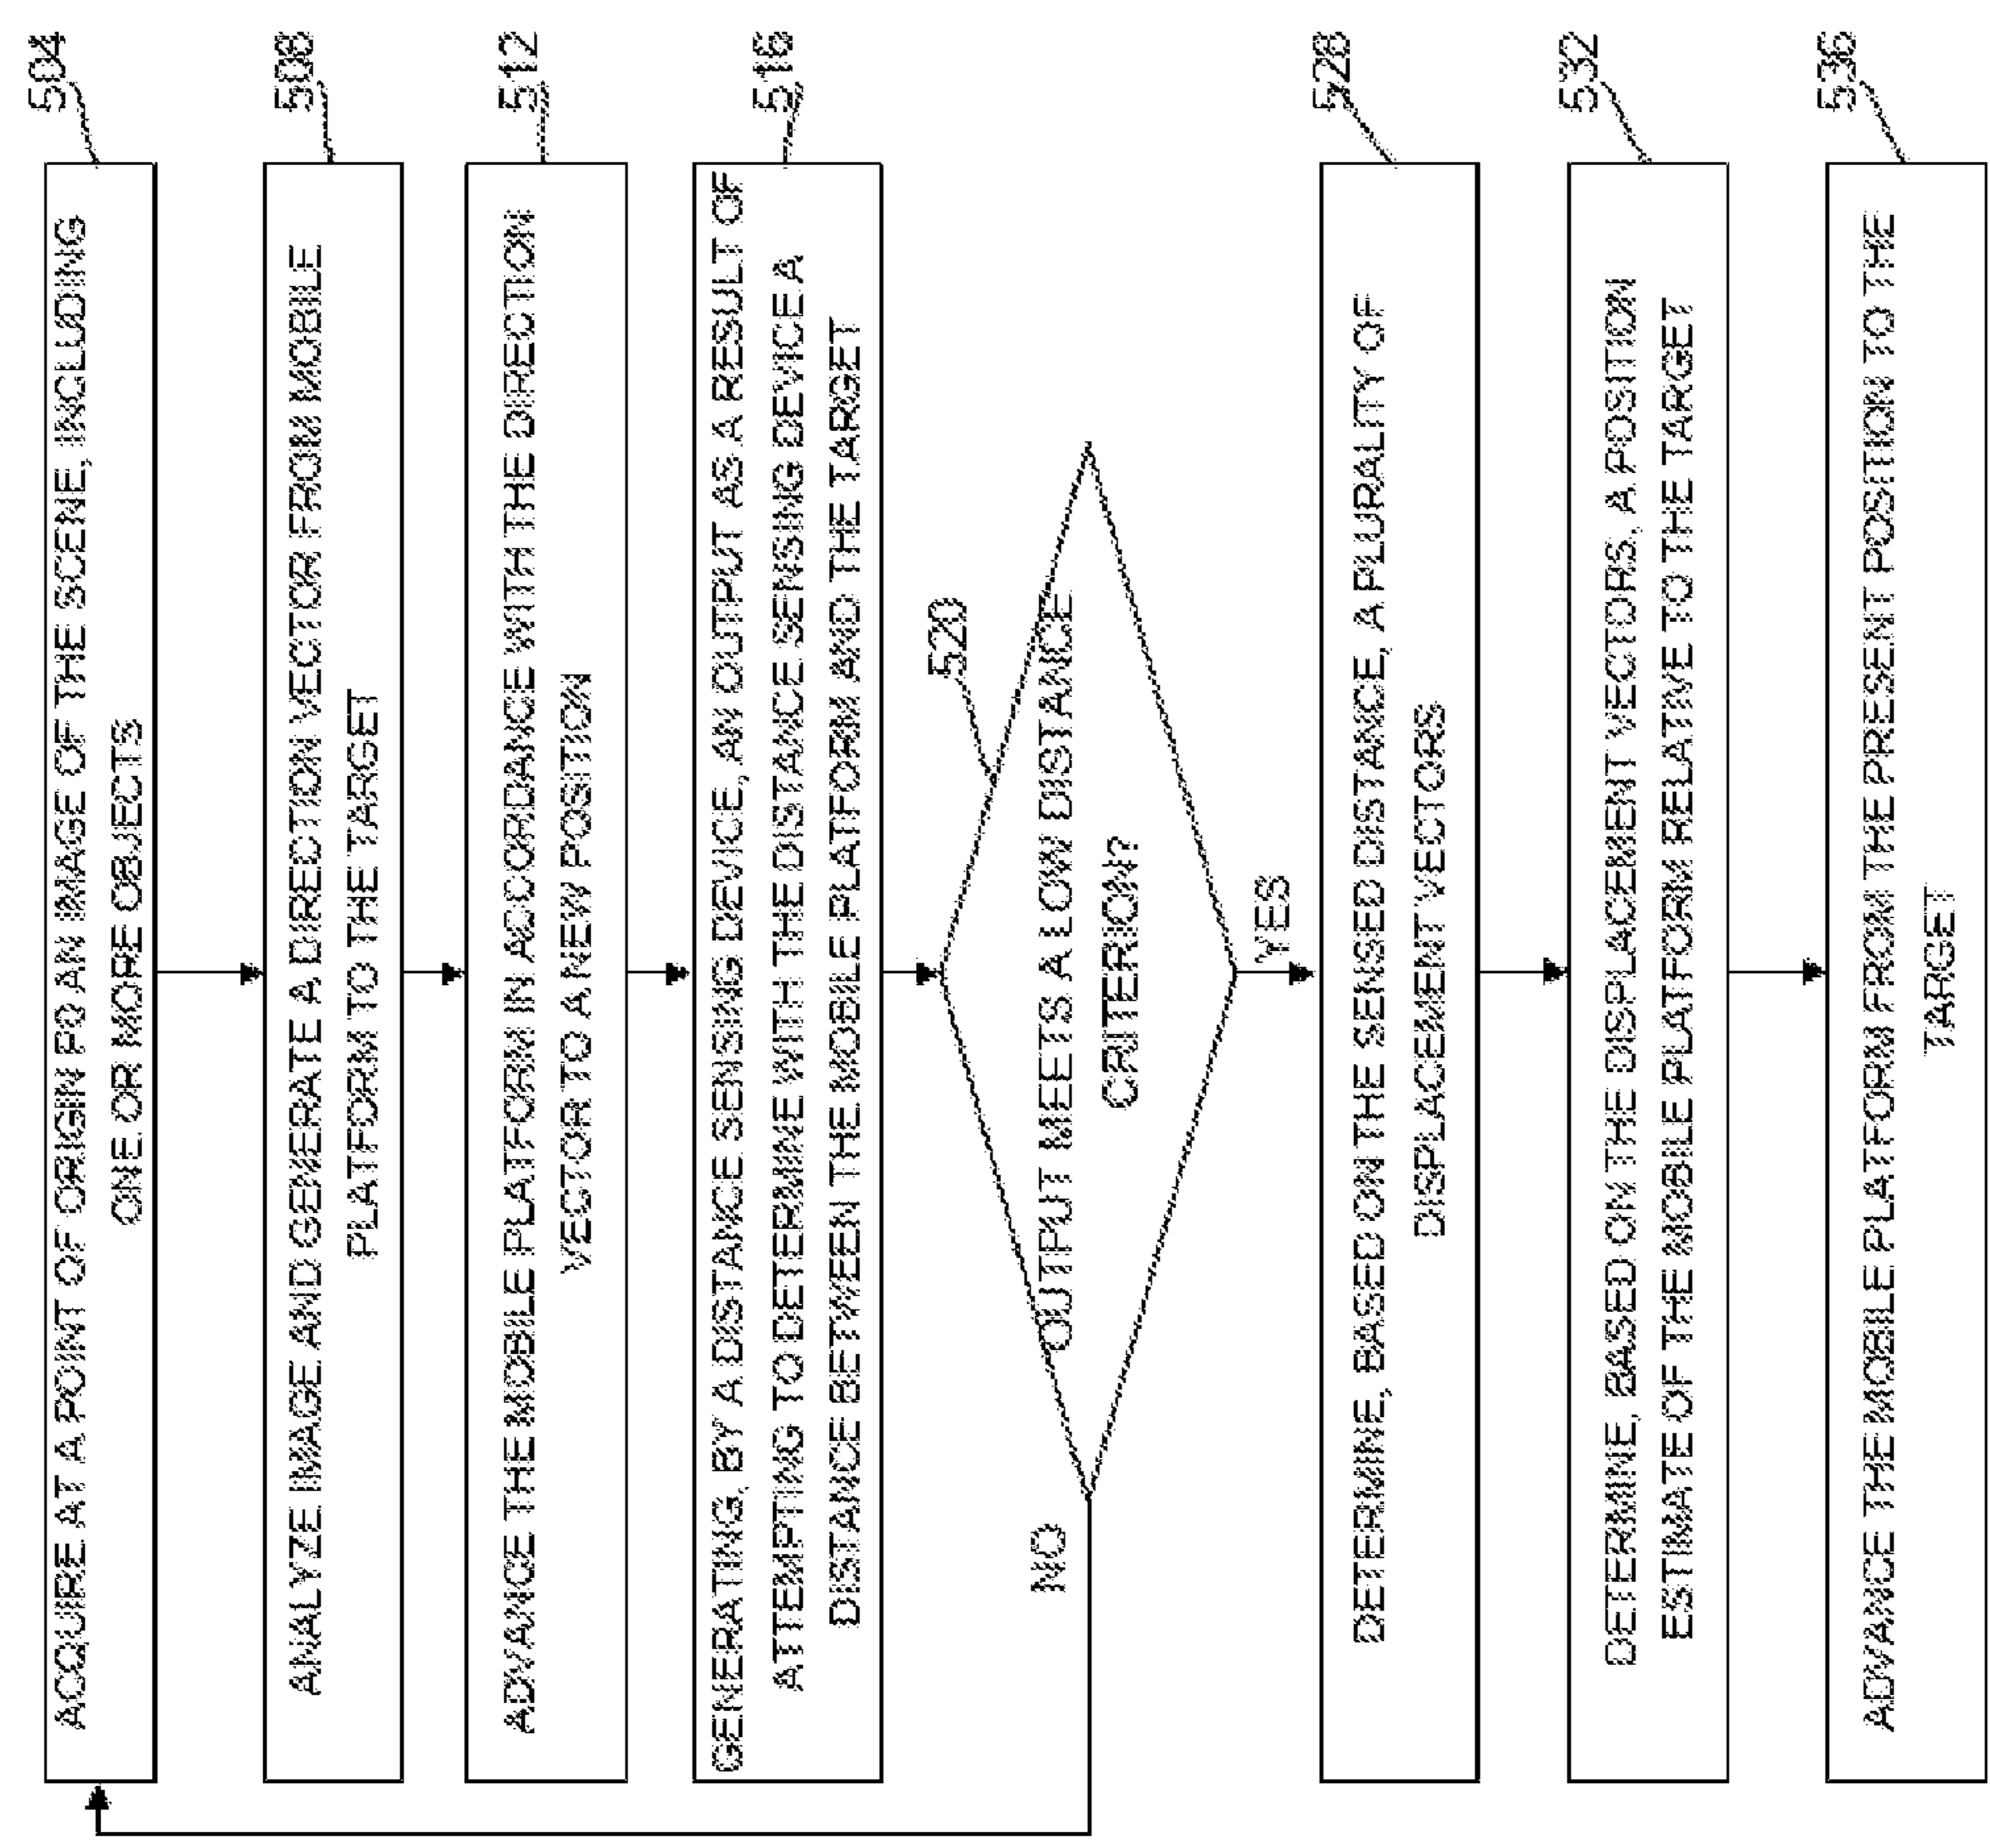 504
ACQUIRE AT A POINT OF ORIGIN P0 AN IMAGE OF THE SCENE, INCLUDING
ONE OR MORE OBJECTS
508
ANALYZE IMAGE AND GENERATE A DIRECTION VECTOR FROM MOBILE
PLATFORM TO THE TARGET
512
ADVANCE THE MOBILE PLATFORM IN ACCORDANCE WITH THE DIRECTION
VECTOR TO A NEW POSITION
516
GENERATING, BY A DISTANCE SENSING DEVICE, AN OUTPUT AS A RESULT OF
ATTEMPTING TO DETERMINE WITH THE DISTANCE SENSING DEVICE A
DISTANCE BETWEEN THE MOBILE PLATFORM AND THE TARGET
520
OUTPUT MEETS A LOW DISTANCE
CRITERION?
NO
YES
528
DETERMINE, BASED ON THE SENSED DISTANCE, A PLURALITY OF
DISPLACEMENT VECTORS
532
DETERMINE, BASED ON THE DISPLACEMENT VECTORS, A POSITION
ESTIMATE OF THE MOBILE PLATFORM RELATIVE TO THE TARGET
536
ADVANCE THE MOBILE PLATFORM FROM THE PRESENT POSITION TO THE
TARGET